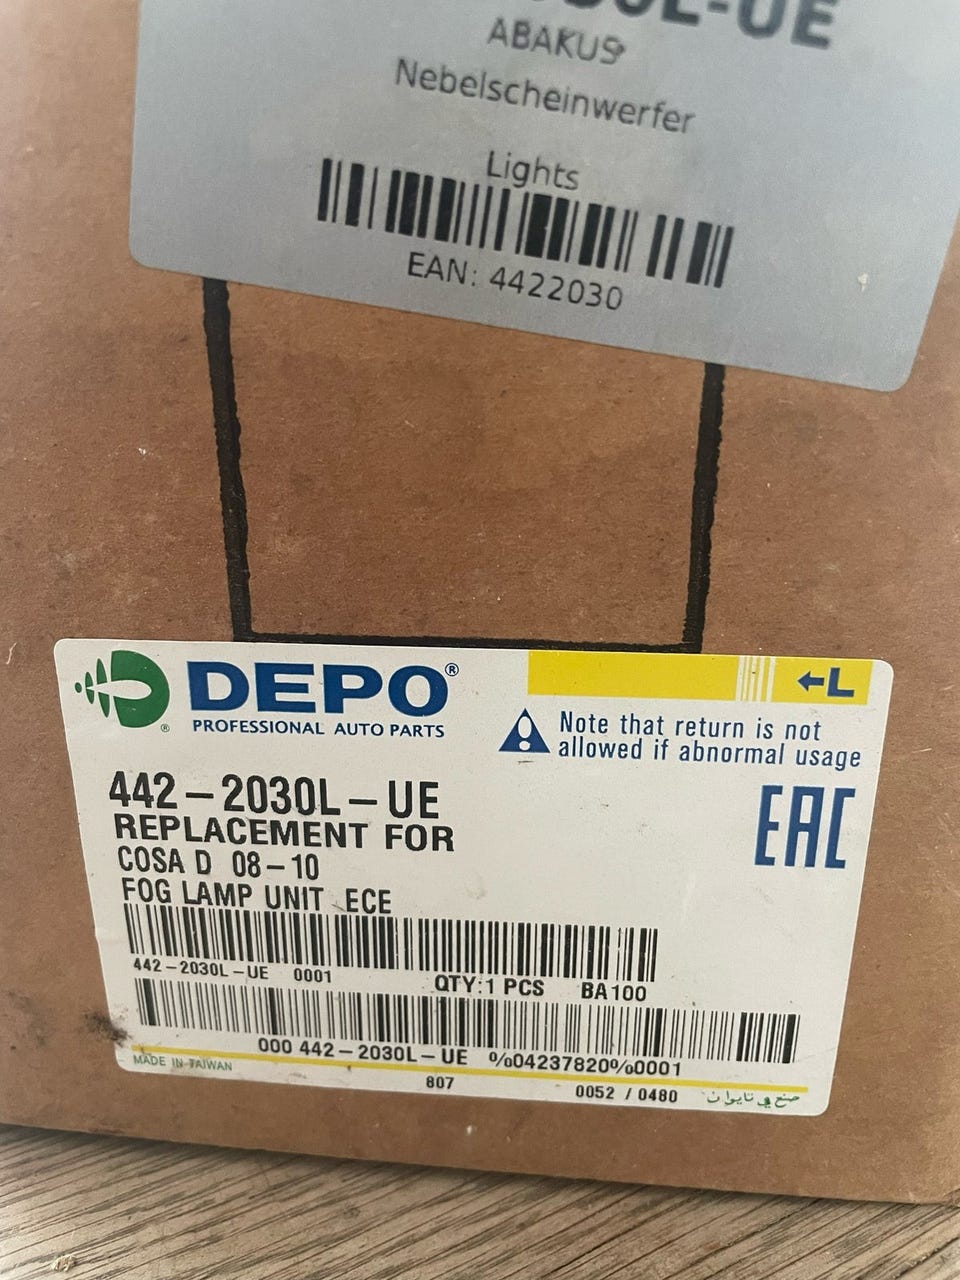 0L-UE
ABAKUS
Nebelscheinwerfer
Lights
EAN: 4422030
DEPO®
®
PROFESSIONAL AUTO PARTS
←L
Note that return is not
allowed if abnormal usage
442-2030L-UE
REPLACEMENT FOR
COSA D 08-10
FOG LAMP UNIT ECE
EAC
442-2030L-UE 0001 QTY:1 PCS BA100
000 442-2030L-UE %04237820%0001
MADE IN TAIWAN
807
0052 / 0480
صنع في تايوان